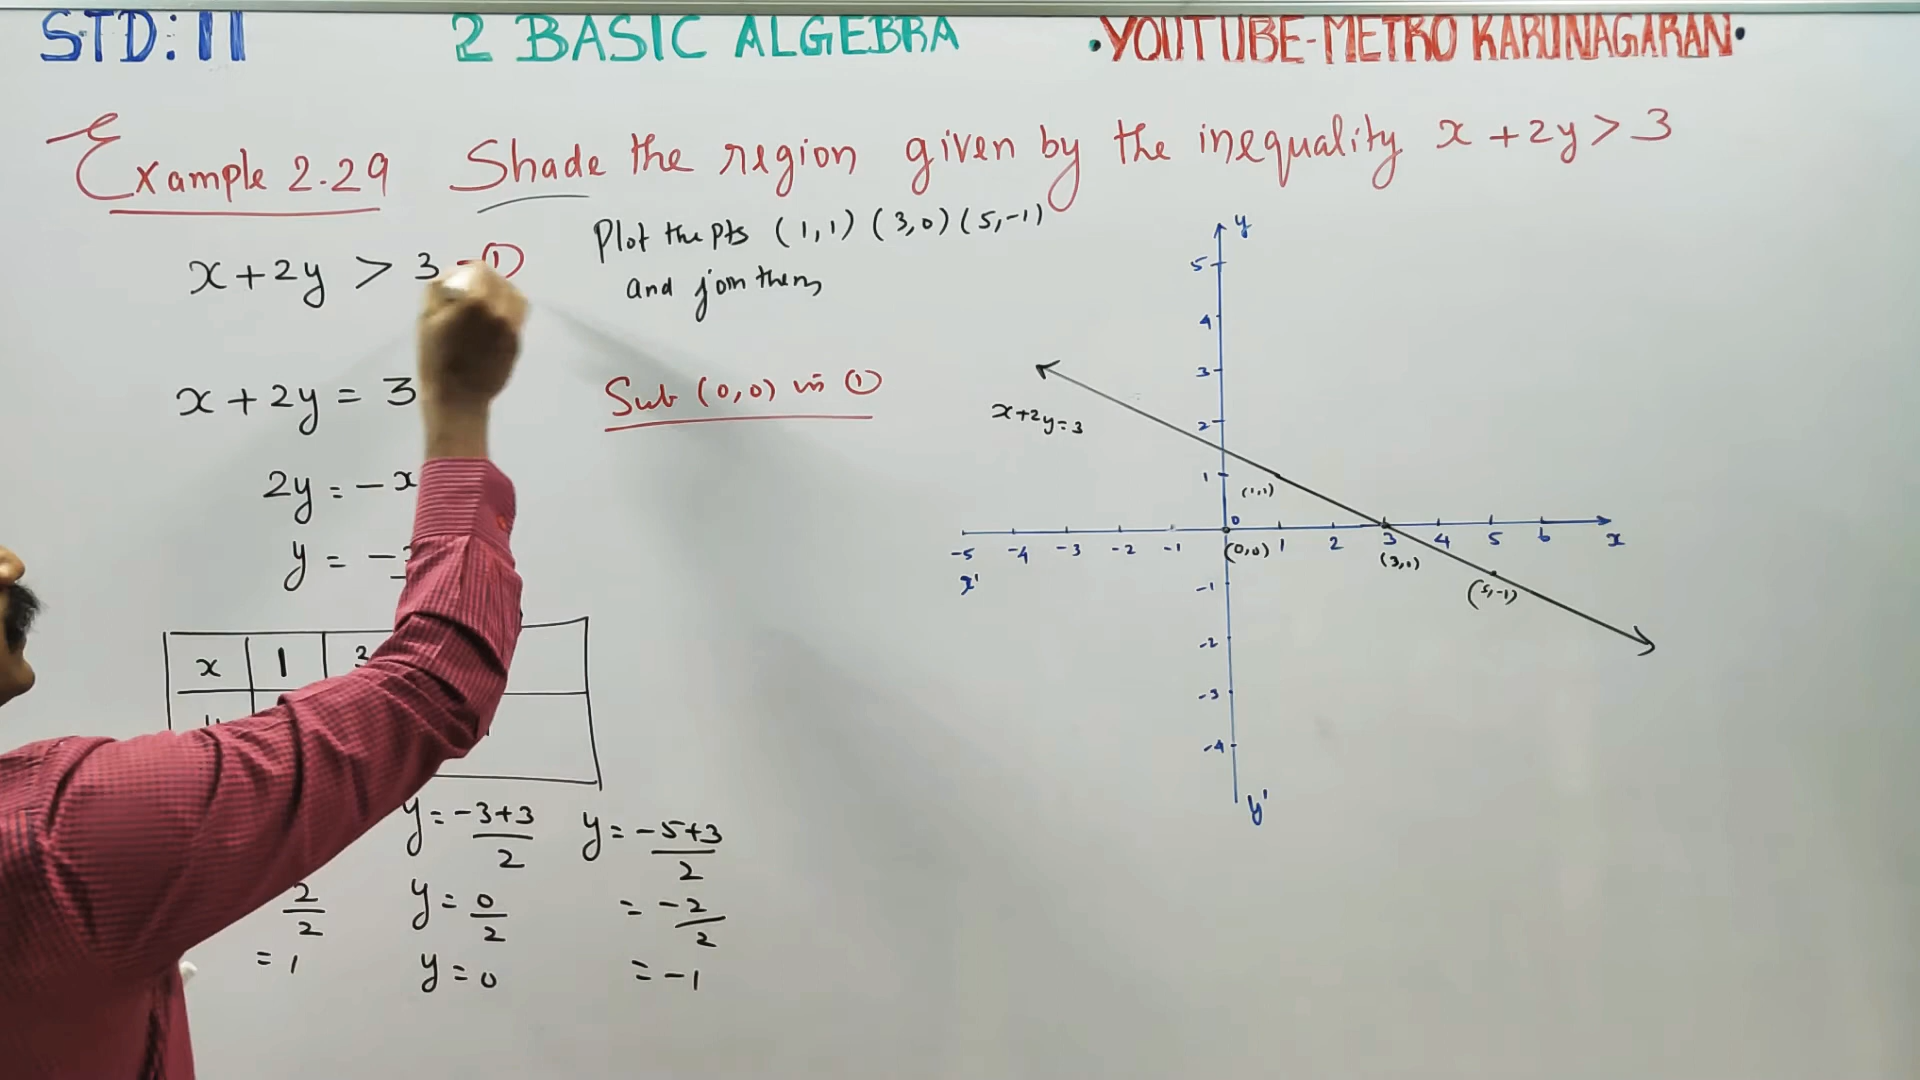 STD: 11 2 BASIC ALGEBRA •YOUTUBE-METRO KARUNAGARAN•
Example 2.29 Shade the region given by the inequality x + 2y > 3
x + 2y > 3 - ①
Plot the pts (1,1) (3,0) (5,-1)
and join them
x + 2y = 3
Sub (0,0) in ①
2y = -x
y = -
x 1 3
y
y = -3+3/2
y = -5+3/2
2/2
y = 0/2
= -2/2
= 1
y = 0
= -1
y
5
4
3
x+2y=3
2
1
(1,1)
0
-5 -4 -3 -2 -1 (0,0) 1 2 3 4 5 6 x
x'
(3,0)
-1
(5,-1)
-2
-3
-4
y'